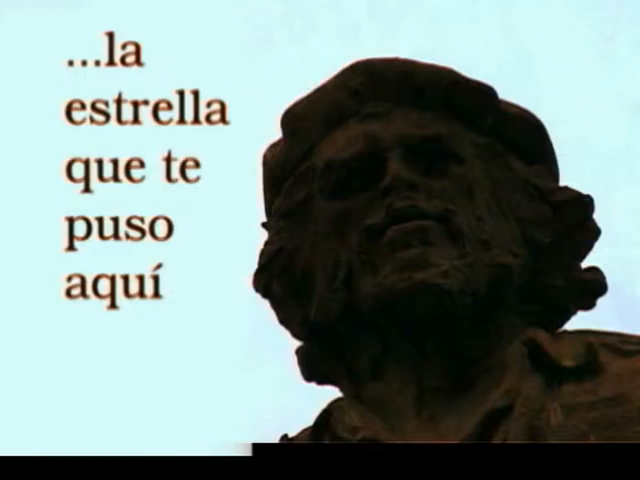 ...la
estrella
que te
puso
aquí